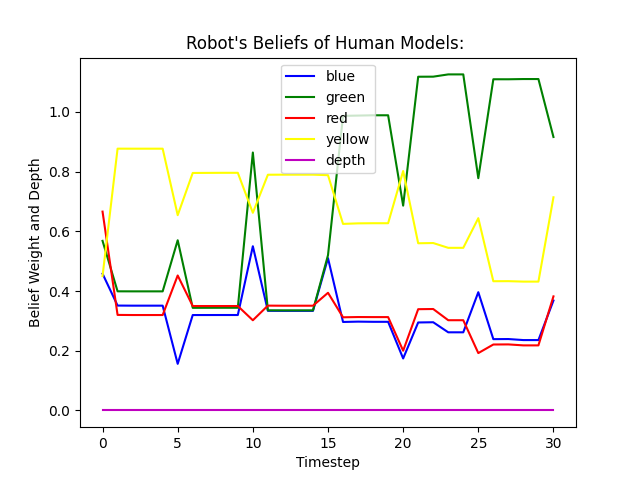 Robot's Beliefs of Human Models:
blue
green
red
yellow
depth
Belief Weight and Depth
1.0
0.8
0.6
0.4
0.2
0.0
0 5 10 15 20 25 30
Timestep